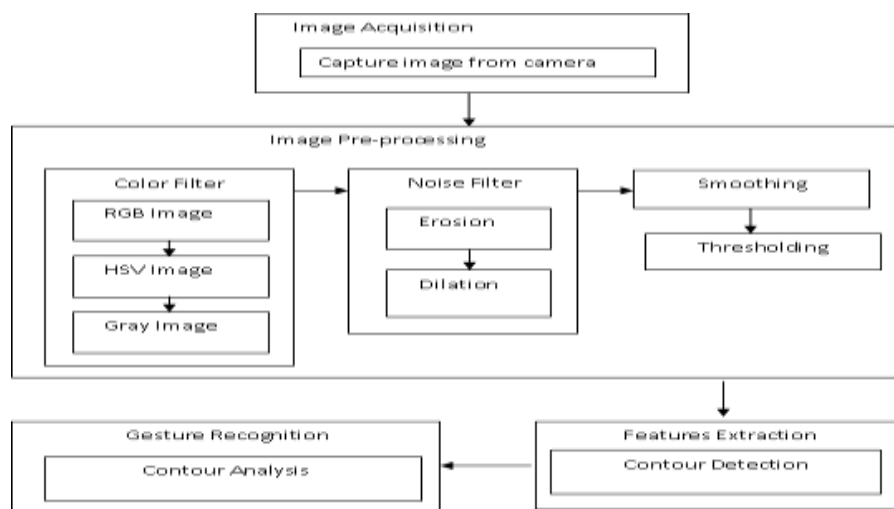 Image Acquisition
Capture image from camera
Image Pre-processing
Color Filter
RGB Image
HSV Image
Gray Image
Noise Filter
Erosion
Dilation
Smoothing
Thresholding
Features Extraction
Contour Detection
Gesture Recognition
Contour Analysis